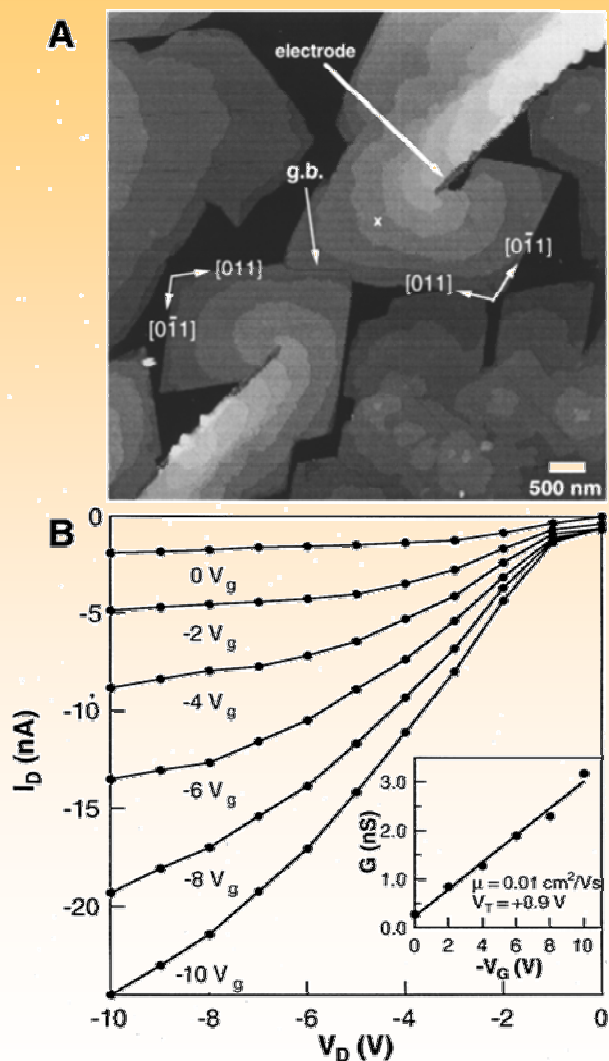 A
electrode
g.b.
[01̄1]
[011]
[011]
[01̄1]
500 nm
B
0
-5
-10
-15
-20
I_D (nA)
0 V_g
-2 V_g
-4 V_g
-6 V_g
-8 V_g
-10 V_g
3.0
2.0
1.0
0.0
G (nS)
μ = 0.01 cm²/Vs
V_T = +0.9 V
0 2 4 6 8 10
-V_G (V)
-10 -8 -6 -4 -2 0
V_D (V)